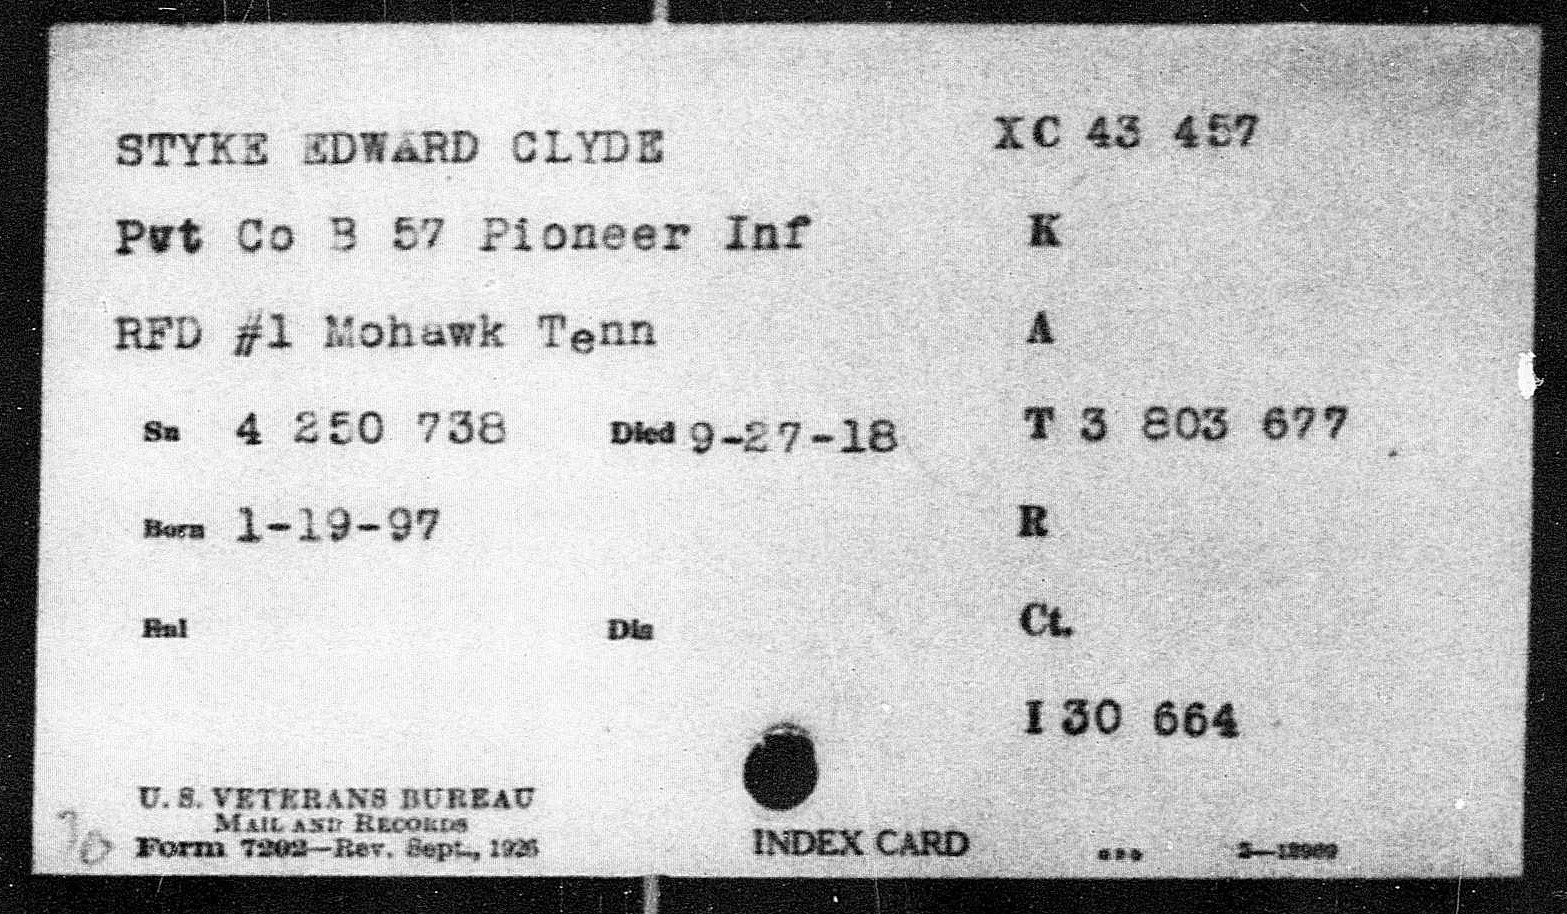 STYKE EDWARD CLYDE XC 43 457
Pvt Co B 57 Pioneer Inf K
RFD #1 Mohawk Tenn A
Sn 4 250 738 Died 9-27-18 T 3 803 677
Born 1-19-97 R
Enl Dis Ct.
I 30 664
U. S. VETERANS BUREAU
MAIL AND RECORDS
Form 7202—Rev. Sept., 1926
INDEX CARD
70